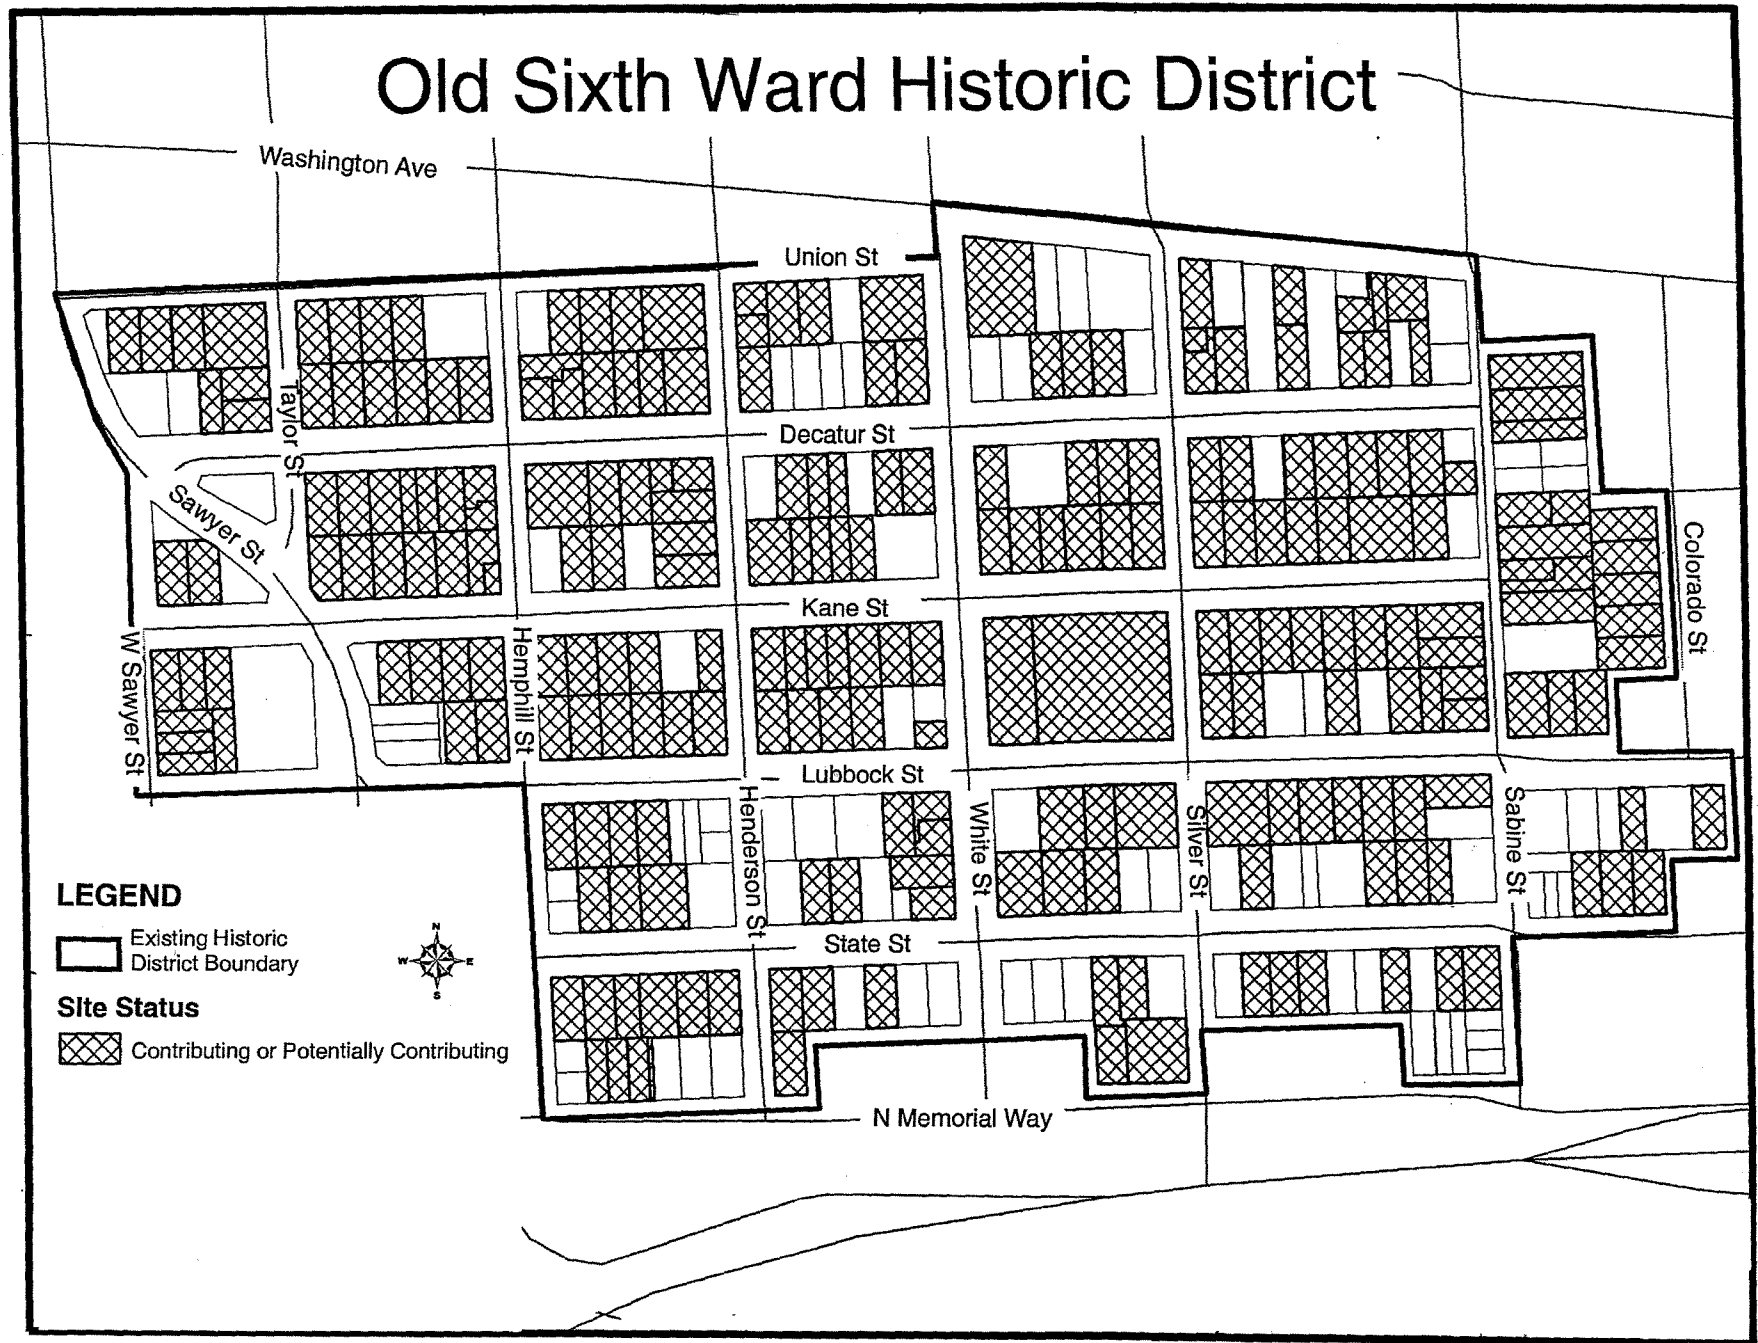 Old Sixth Ward Historic District
Washington Ave
Union St
Taylor St
Decatur St
Sawyer St
Colorado St
Kane St
W Sawyer St
Hemphill St
Lubbock St
Henderson St
White St
Silver St
Sabine St
LEGEND
Existing Historic
District Boundary
N
W
E
S
State St
Site Status
Contributing or Potentially Contributing
N Memorial Way